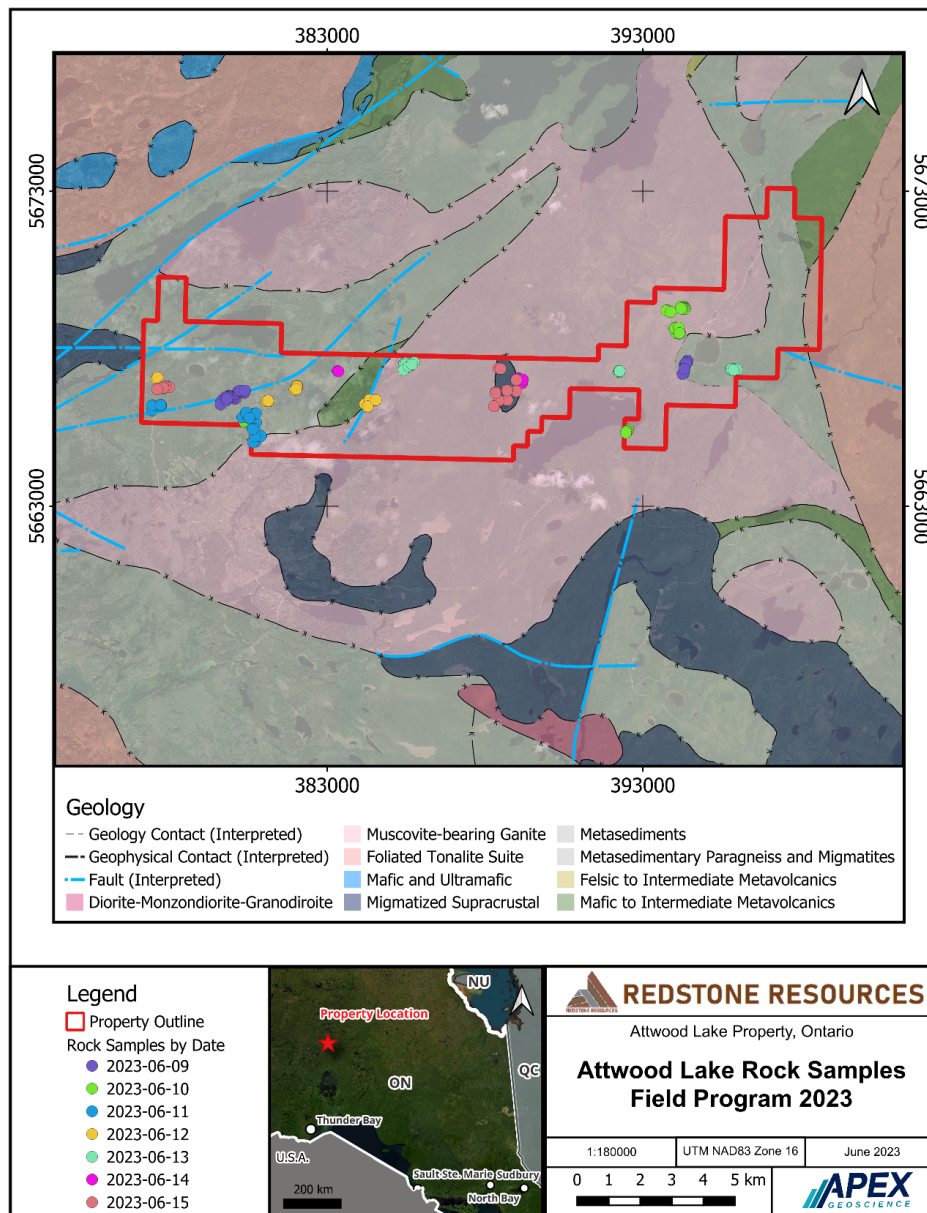 383000
393000
5673000
5673000
5663000
5663000
383000
393000
Geology
Geology Contact (Interpreted)
Geophysical Contact (Interpreted)
Fault (Interpreted)
Diorite-Monzondiorite-Granodiroite
Muscovite-bearing Ganite
Foliated Tonalite Suite
Mafic and Ultramafic
Migmatized Supracrustal
Metasediments
Metasedimentary Paragneiss and Migmatites
Felsic to Intermediate Metavolcanics
Mafic to Intermediate Metavolcanics
Legend
Property Outline
Rock Samples by Date
2023-06-09
2023-06-10
2023-06-11
2023-06-12
2023-06-13
2023-06-14
2023-06-15
NU
Property Location
ON
QC
Thunder Bay
U.S.A.
Sault Ste. Marie
Sudbury
North Bay
200 km
REDSTONE RESOURCES
REDSTONE RESOURCES
Attwood Lake Property, Ontario
Attwood Lake Rock Samples
Field Program 2023
1:180000
UTM NAD83 Zone 16
June 2023
0 1 2 3 4 5 km
APEX
GEOSCIENCE